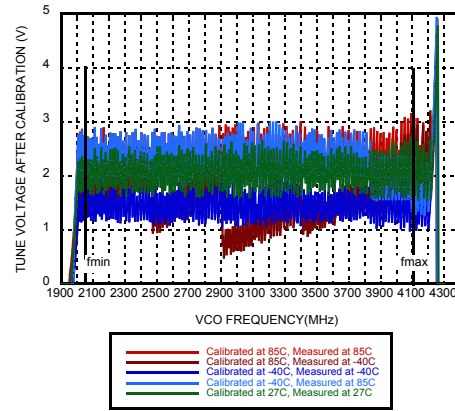 TUNE VOLTAGE AFTER CALIBRATION (V)
5
4
3
2
1
0
fmin
fmax
1900 2100 2300 2500 2700 2900 3100 3300 3500 3700 3900 4100 4300
VCO FREQUENCY(MHz)
Calibrated at 85C, Measured at 85C
Calibrated at 85C, Measured at -40C
Calibrated at -40C, Measured at -40C
Calibrated at -40C, Measured at 85C
Calibrated at 27C, Measured at 27C